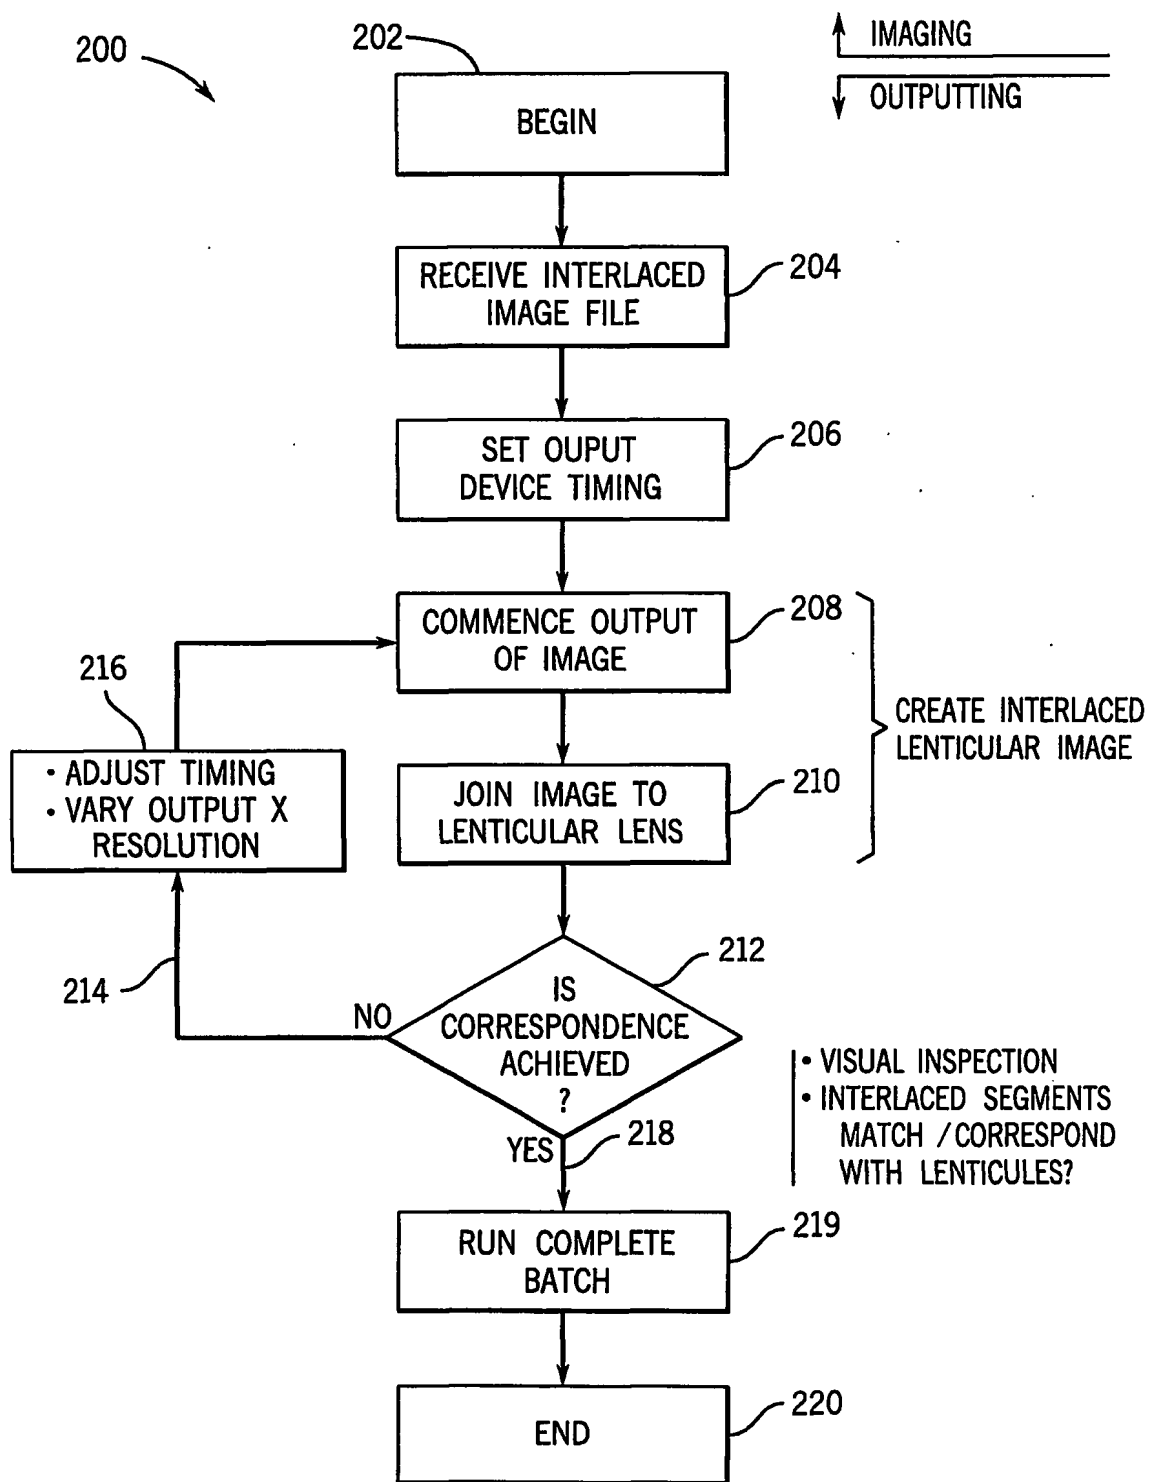 200
202
IMAGING
OUTPUTTING
BEGIN
RECEIVE INTERLACED
IMAGE FILE
204
SET OUPUT
DEVICE TIMING
206
COMMENCE OUTPUT
OF IMAGE
208
216
• ADJUST TIMING
• VARY OUTPUT X
RESOLUTION
CREATE INTERLACED
LENTICULAR IMAGE
JOIN IMAGE TO
LENTICULAR LENS
210
212
214
NO
IS
CORRESPONDENCE
ACHIEVED
?
• VISUAL INSPECTION
• INTERLACED SEGMENTS
MATCH / CORRESPOND
WITH LENTICULES?
YES
218
RUN COMPLETE
BATCH
219
END
220